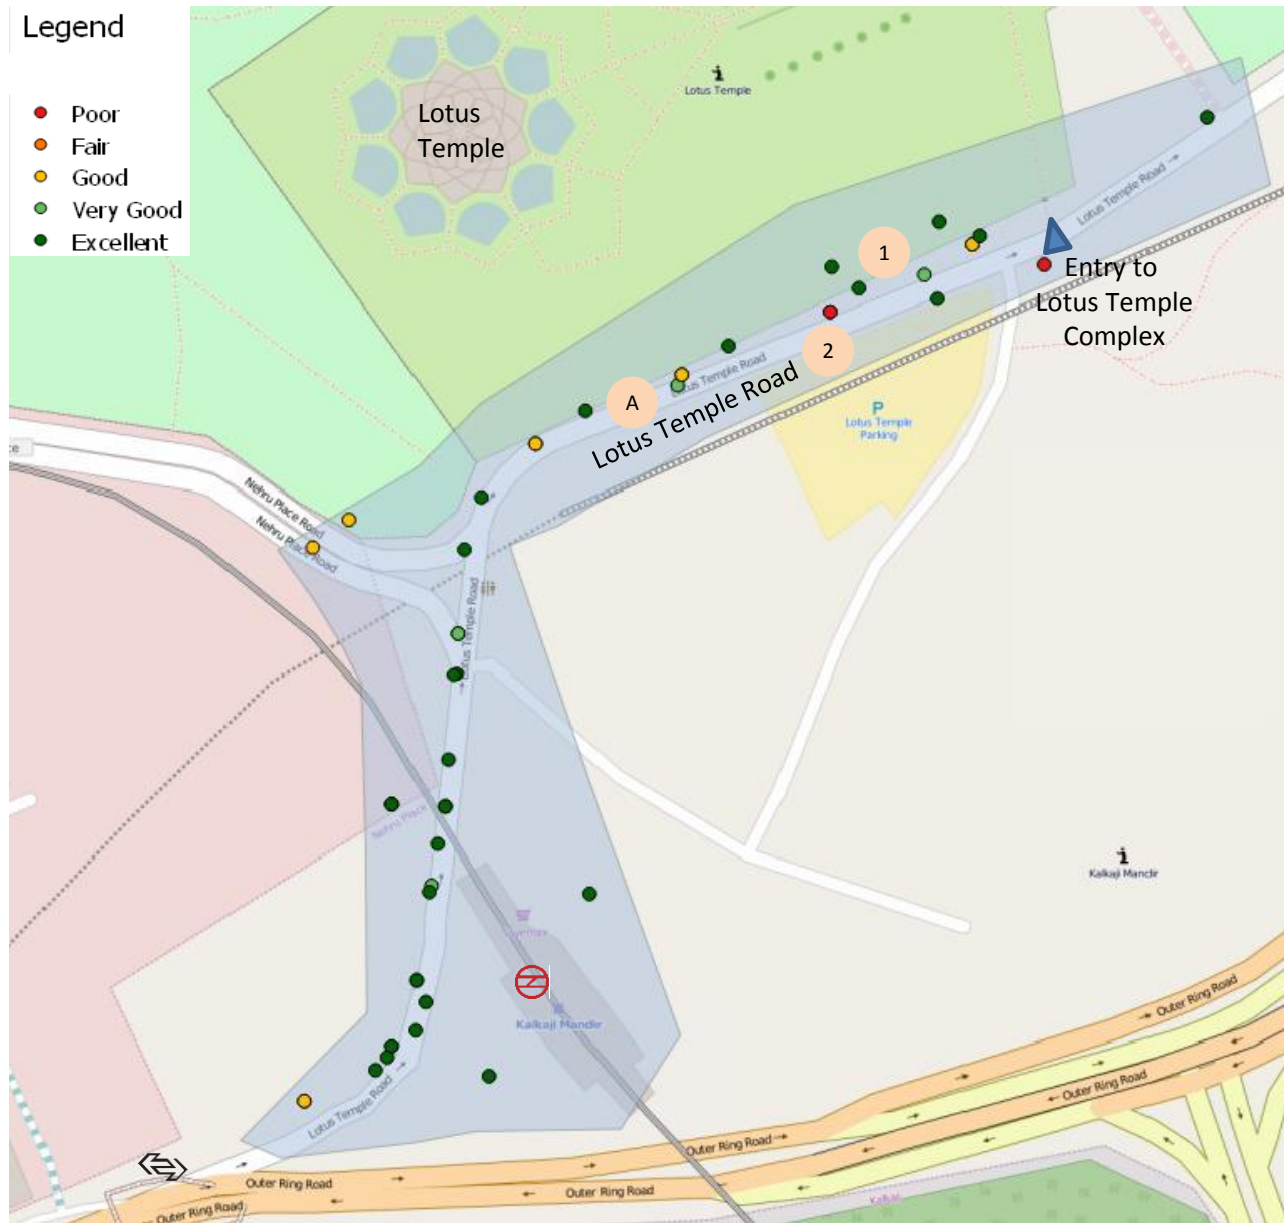 Legend
Poor
Fair
Good
Very Good
Excellent
Lotus
Temple
Lotus Temple
Lotus Temple Road
1
Entry to
Lotus Temple
Complex
2
Lotus Temple Road
A
Lotus Temple Road
Lotus Temple
Parking
Nehru Place Road
Nehru Place Road
Lotus Temple Road
Nehru Place
Kalkaji Mandir
Kalkaji Mandir
Lotus Temple Road
Outer Ring Road
Outer Ring Road
Outer Ring Road
Outer Ring Road
Outer Ring Road
Outer Ring Road
Kalkaji